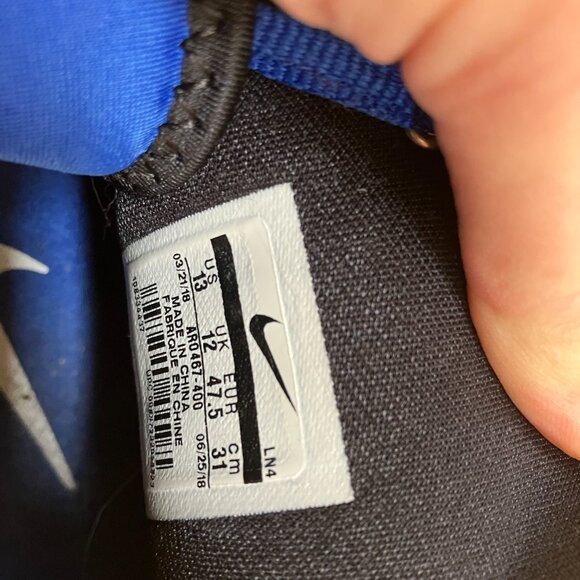 LN4
US UK EUR cm
13 12 47.5 31
03/21/18 AR0467-400 06/25/18
MADE IN CHINA
FABRIQUE EN CHINE